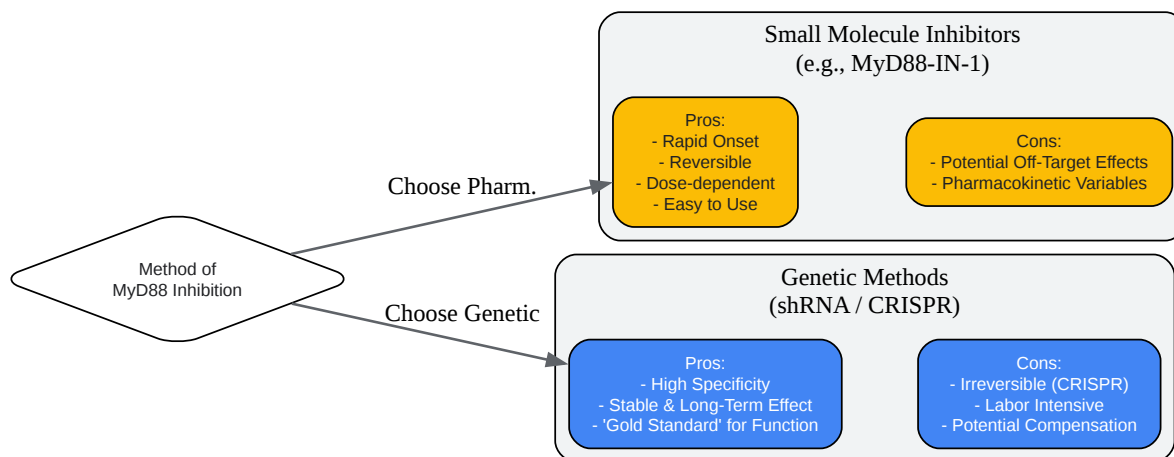 Small Molecule Inhibitors
(e.g., MyD88-IN-1)
Pros:
- Rapid Onset
- Reversible
- Dose-dependent
- Easy to Use
Cons:
- Potential Off-Target Effects
- Pharmacokinetic Variables
Choose Pharm.
Method of
MyD88 Inhibition
Choose Genetic
Genetic Methods
(shRNA / CRISPR)
Pros:
- High Specificity
- Stable & Long-Term Effect
- 'Gold Standard' for Function
Cons:
- Irreversible (CRISPR)
- Labor Intensive
- Potential Compensation